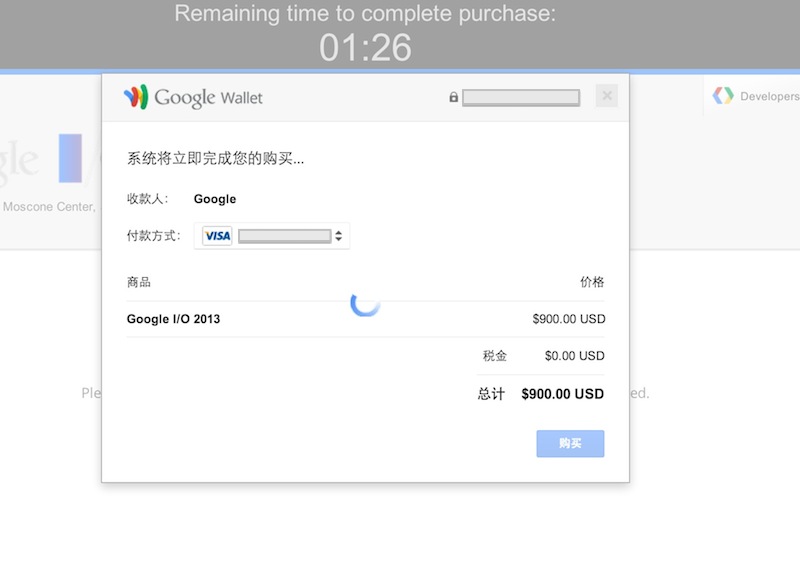 Remaining time to complete purchase:
01:26
Google Wallet
Developers
系统将立即完成您的购买...
gle I/
收款人： Google
Moscone Center,
付款方式： VISA
商品 价格
Google I/O 2013 $900.00 USD
税金 $0.00 USD
Ple ed.
总计 $900.00 USD
购买